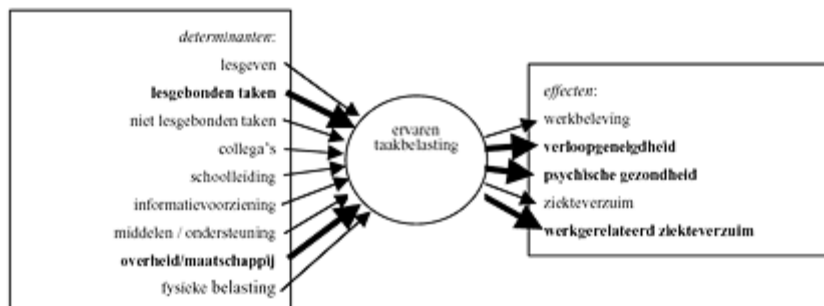 determinanten:
lesgeven
lesgebonden taken
niet lesgebonden taken
collega's
schoolleiding
informatievoorziening
middelen / ondersteuning
overheid/maatschappij
fysieke belasting
ervaren
taakbelasting
effecten:
werkbeleving
verloopgeneigdheid
psychische gezondheid
ziekteverzuim
werkgerelateerd ziekteverzuim